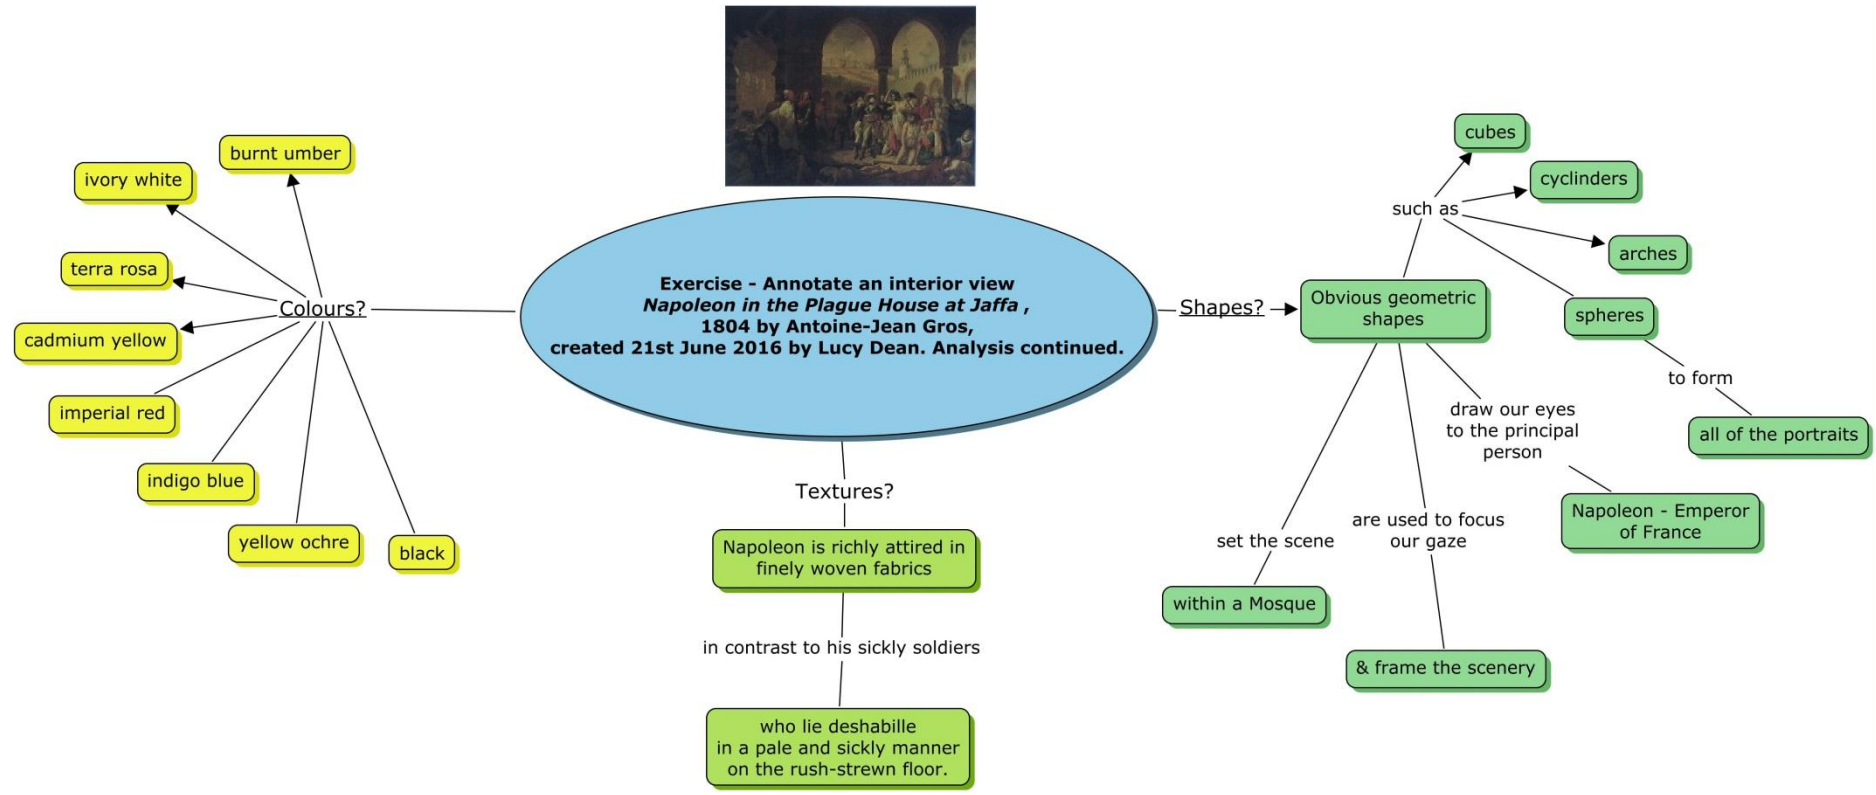 Exercise - Annotate an interior view
Napoleon in the Plague House at Jaffa ,
1804 by Antoine-Jean Gros,
created 21st June 2016 by Lucy Dean. Analysis continued.
Colours?
burnt umber
ivory white
terra rosa
cadmium yellow
imperial red
indigo blue
yellow ochre
black
Textures?
Napoleon is richly attired in
finely woven fabrics
in contrast to his sickly soldiers
who lie deshabille
in a pale and sickly manner
on the rush-strewn floor.
Shapes?
Obvious geometric
shapes
such as
cubes
cyclinders
arches
spheres
to form
all of the portraits
draw our eyes
to the principal
person
Napoleon - Emperor
of France
are used to focus
our gaze
& frame the scenery
set the scene
within a Mosque